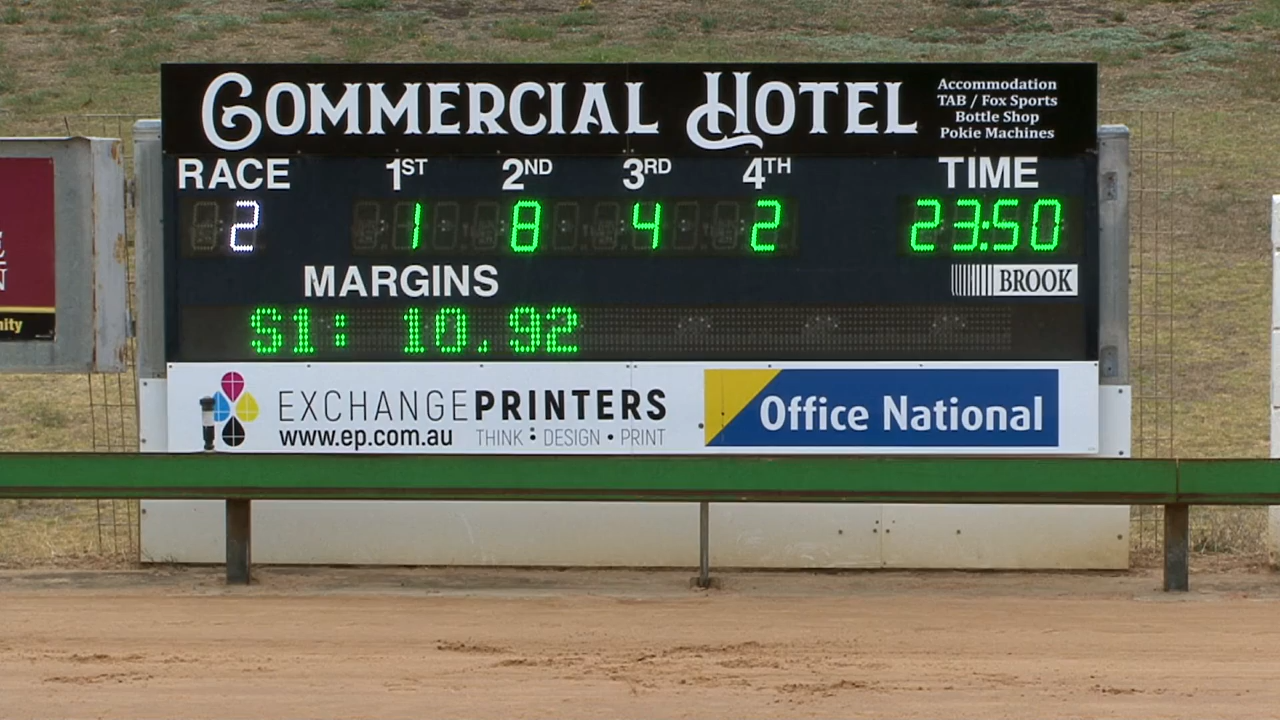 COMMERCIAL HOTEL
Accommodation
TAB / Fox Sports
Bottle Shop
Pokie Machines
RACE 1ST 2ND 3RD 4TH TIME
2 1 8 4 2 23:50
MARGINS
BROOK
S1: 10.92
EXCHANGEPRINTERS
www.ep.com.au THINK : DESIGN • PRINT
Office National